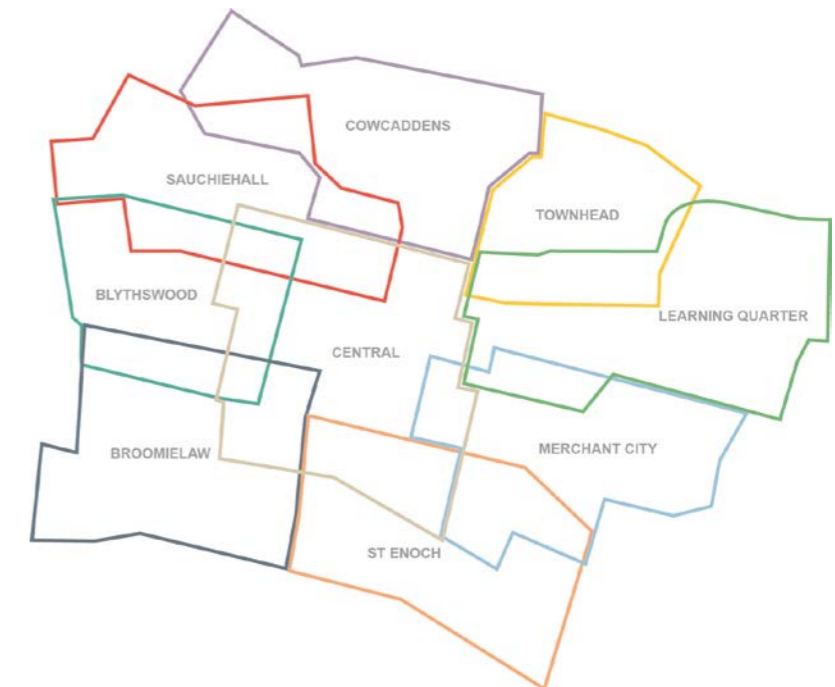 COWCADDENS
SAUCHIEHALL
TOWNHEAD
BLYTHSWOOD
LEARNING QUARTER
CENTRAL
BROOMIELAW
MERCHANT CITY
ST ENOCH